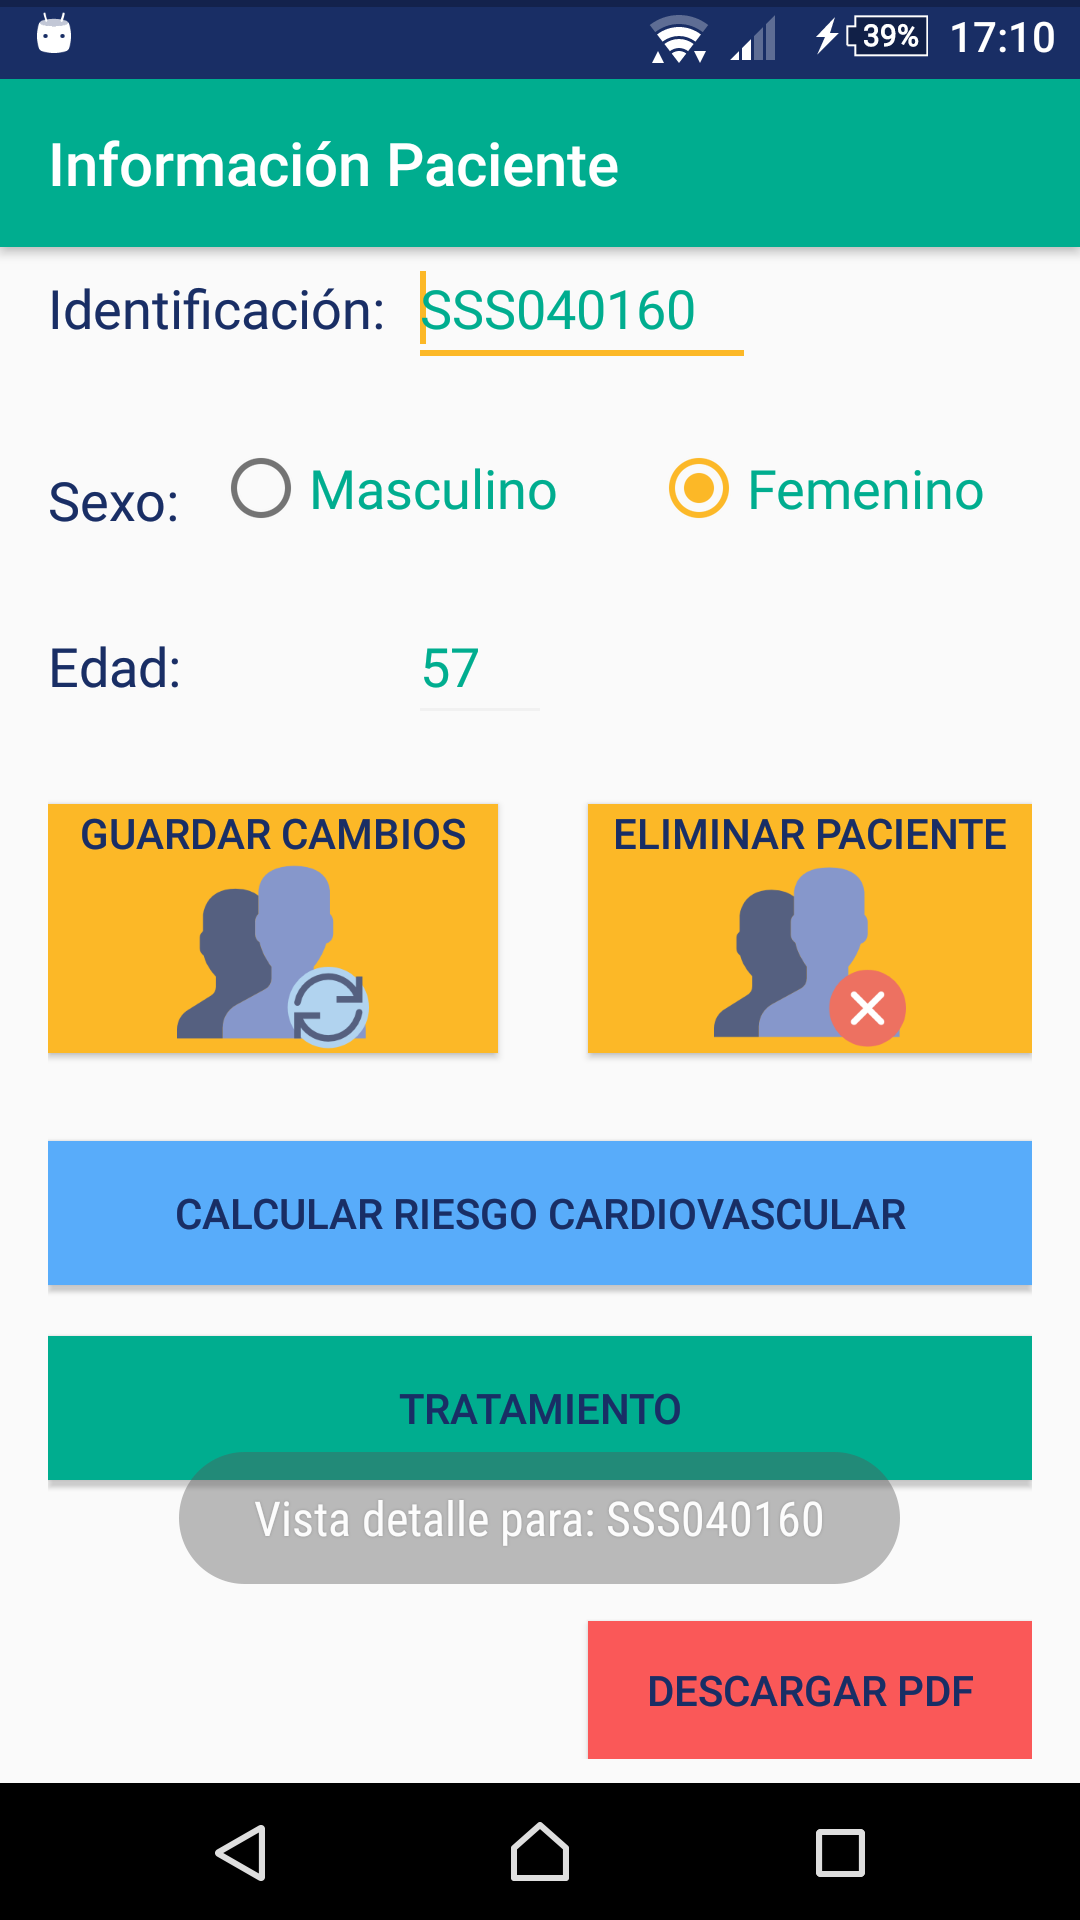 39% 17:10
Información Paciente
Identificación: SSS040160
Sexo: Masculino Femenino
Edad: 57
GUARDAR CAMBIOS ELIMINAR PACIENTE
CALCULAR RIESGO CARDIOVASCULAR
TRATAMIENTO
Vista detalle para: SSS040160
DESCARGAR PDF